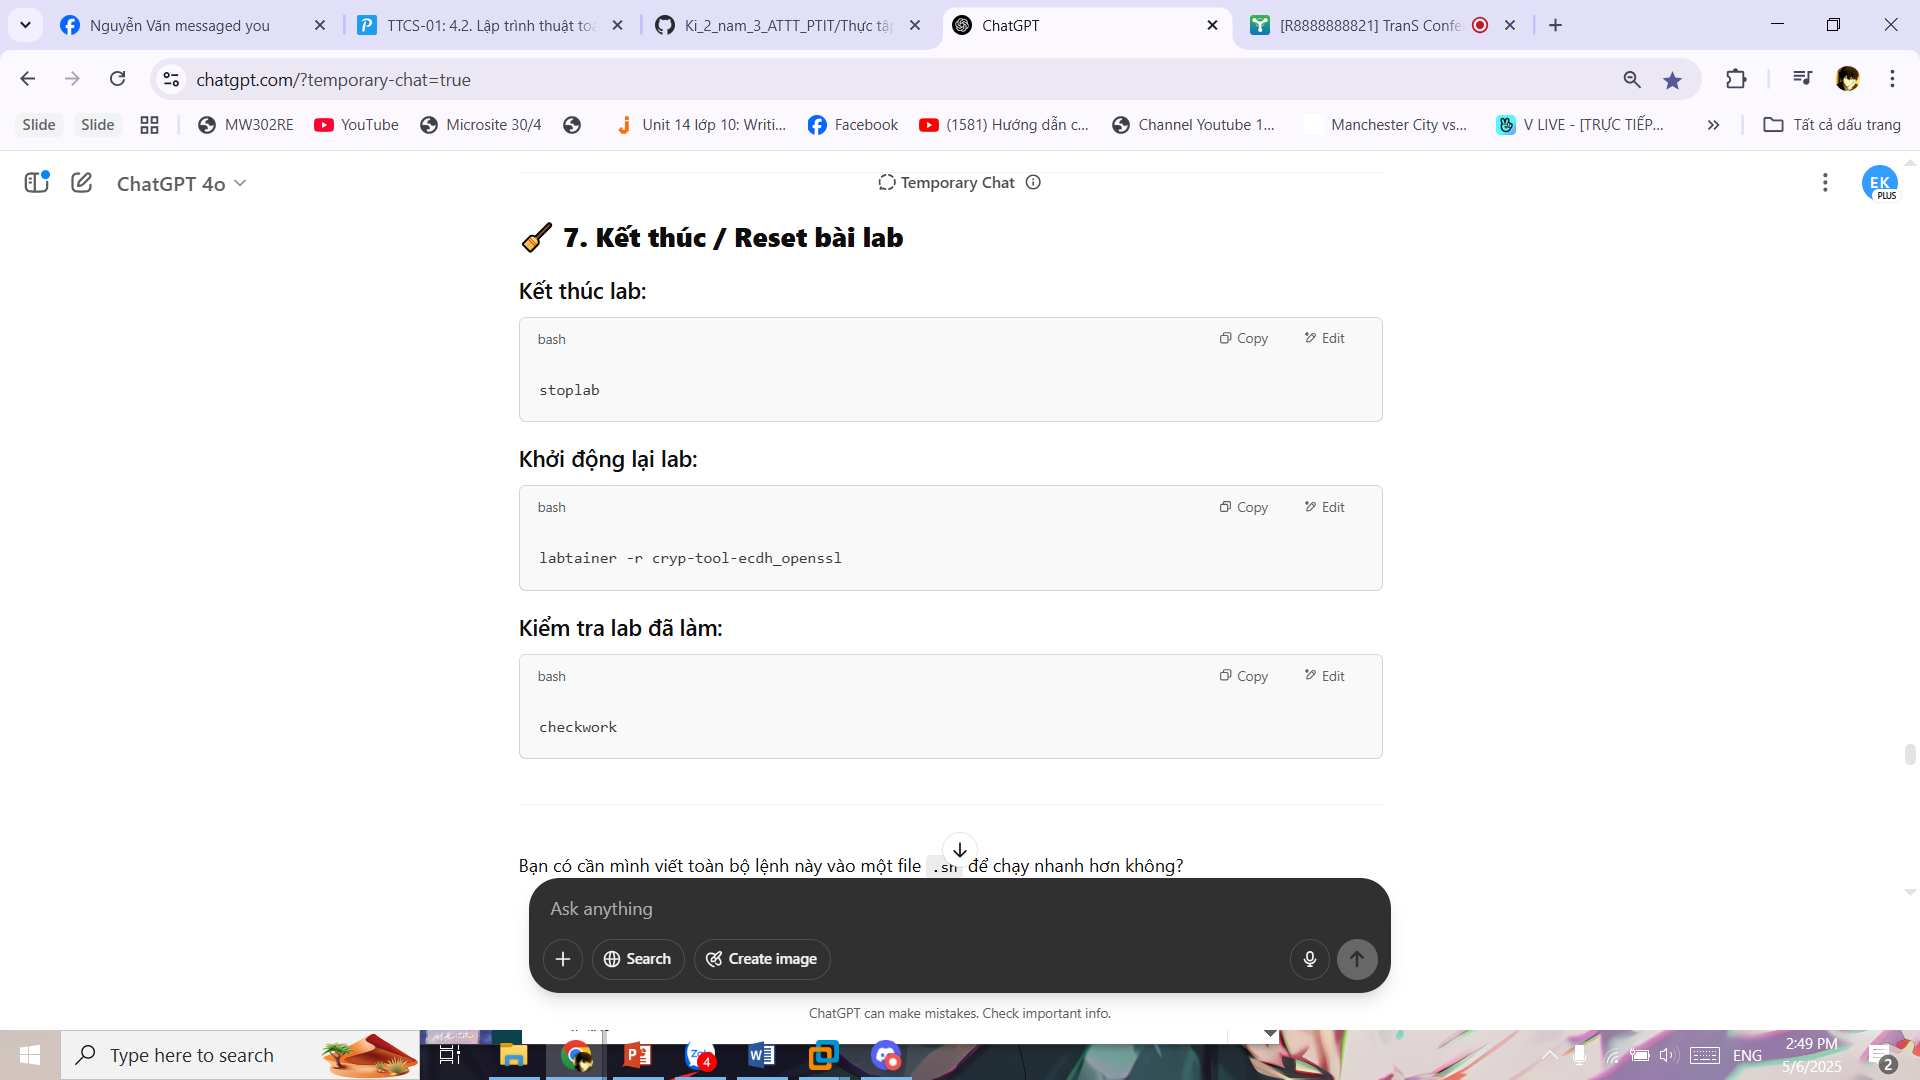 Nguyễn Văn messaged you
TTCS-01: 4.2. Lập trình thuật toá
Ki_2_nam_3_ATTT_PTIT/Thực tập
ChatGPT
[R8888888821] TranS Confe
chatgpt.com/?temporary-chat=true
Slide
Slide
MW302RE
YouTube
Microsite 30/4
Unit 14 lớp 10: Writi...
Facebook
(1581) Hướng dẫn c...
Channel Youtube 1...
Manchester City vs...
V LIVE - [TRỰC TIẾP...
Tất cả dấu trang
ChatGPT 4o
Temporary Chat
EK
PLUS
7. Kết thúc / Reset bài lab
Kết thúc lab:
bash
Copy
Edit
stoplab
Khởi động lại lab:
bash
Copy
Edit
labtainer -r cryp-tool-ecdh_openssl
Kiểm tra lab đã làm:
bash
Copy
Edit
checkwork
Bạn có cần mình viết toàn bộ lệnh này vào một file .sh để chạy nhanh hơn không?
Ask anything
Search
Create image
ChatGPT can make mistakes. Check important info.
Type here to search
4
ENG
2:49 PM
5/6/2025
2